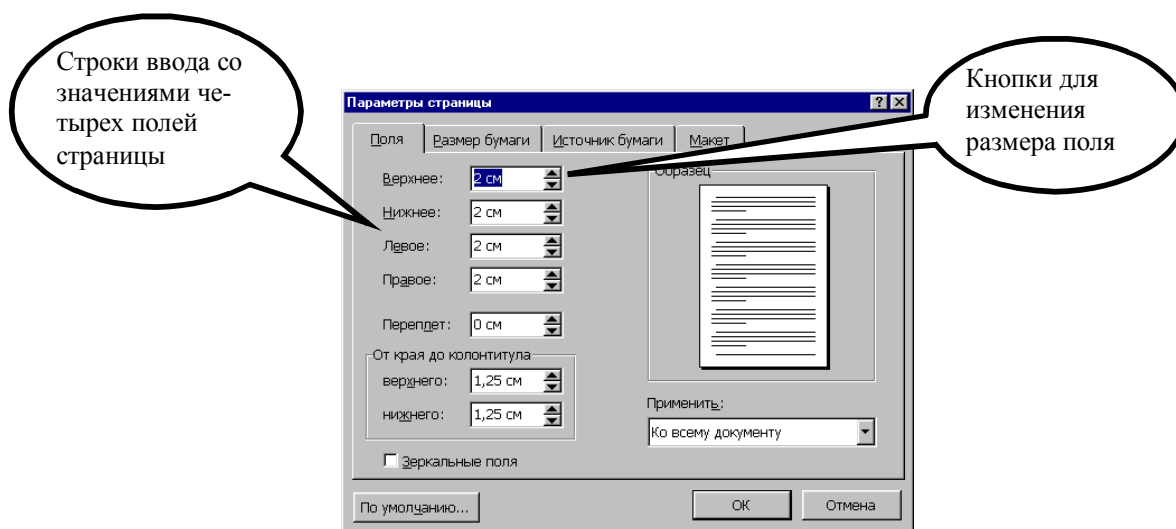 Строки ввода со
значениями че-
тырех полей
страницы
Кнопки для
изменения
размера поля
Параметры страницы
Поля Размер бумаги Источник бумаги Макет
Верхнее: 2 см
Нижнее: 2 см
Левое: 2 см
Правое: 2 см
Переплет: 0 см
От края до колонтитула
верхнего: 1,25 см
нижнего: 1,25 см
Зеркальные поля
Образец
Применить:
Ко всему документу
По умолчанию... ОК Отмена